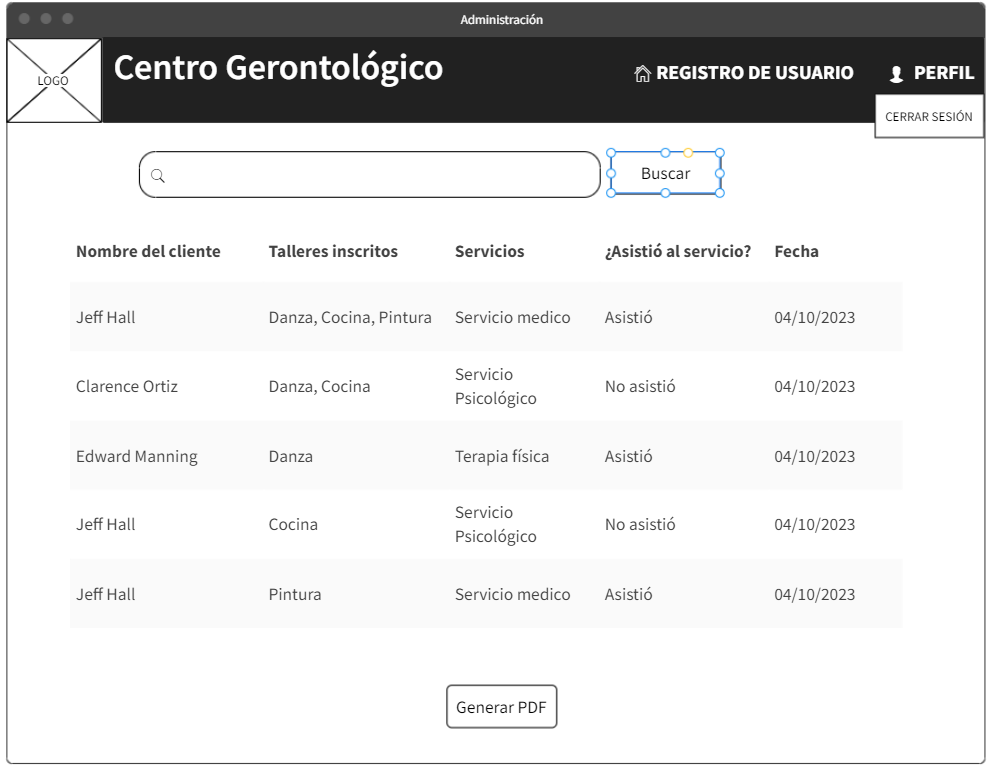 Administración
LOGO
Centro Gerontológico
REGISTRO DE USUARIO
PERFIL
CERRAR SESIÓN
Buscar
Nombre del cliente Talleres inscritos Servicios ¿Asistió al servicio? Fecha
Jeff Hall Danza, Cocina, Pintura Servicio medico Asistió 04/10/2023
Clarence Ortiz Danza, Cocina Servicio Psicológico No asistió 04/10/2023
Edward Manning Danza Terapia física Asistió 04/10/2023
Jeff Hall Cocina Servicio Psicológico No asistió 04/10/2023
Jeff Hall Pintura Servicio medico Asistió 04/10/2023
Generar PDF